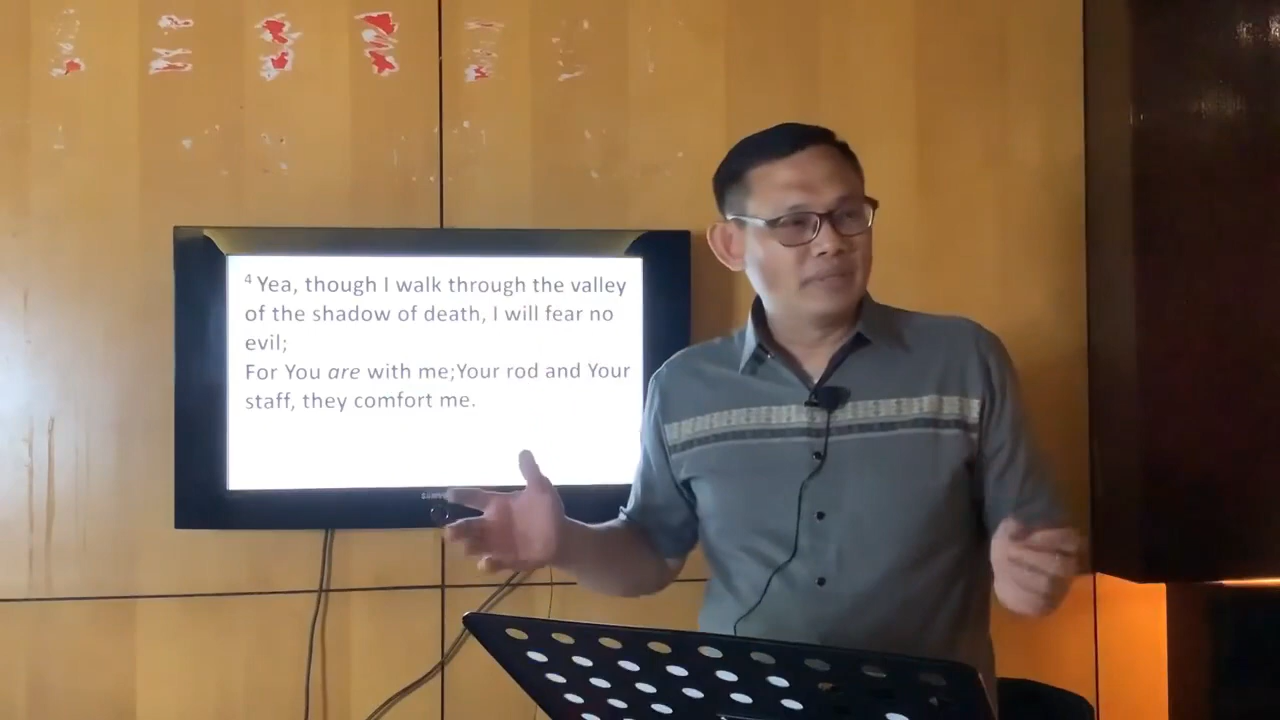 4 Yea, though I walk through the valley
of the shadow of death, I will fear no
evil;
For You are with me;Your rod and Your
staff, they comfort me.